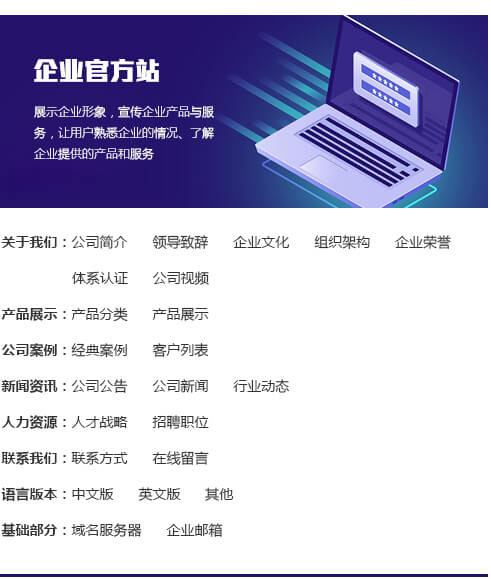 企业官方站
展示企业形象，宣传企业产品与服
务，让用户熟悉企业的情况、了解
企业提供的产品和服务
关于我们：公司简介 领导致辞 企业文化 组织架构 企业荣誉
体系认证 公司视频
产品展示：产品分类 产品展示
公司案例：经典案例 客户列表
新闻资讯：公司公告 公司新闻 行业动态
人力资源：人才战略 招聘职位
联系我们：联系方式 在线留言
语言版本：中文版 英文版 其他
基础部分：域名服务器 企业邮箱